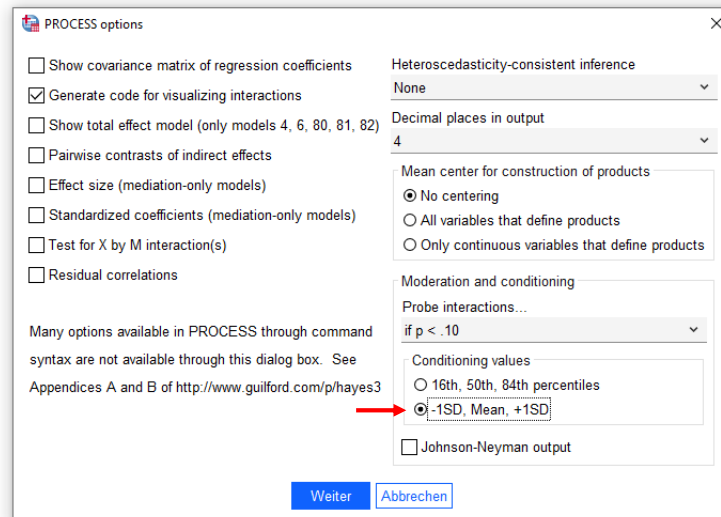 PROCESS options
Show covariance matrix of regression coefficients
Generate code for visualizing interactions
Show total effect model (only models 4, 6, 80, 81, 82)
Pairwise contrasts of indirect effects
Effect size (mediation-only models)
Standardized coefficients (mediation-only models)
Test for X by M interaction(s)
Residual correlations
Many options available in PROCESS through command
syntax are not available through this dialog box. See
Appendices A and B of http://www.guilford.com/p/hayes3
Heteroscedasticity-consistent inference
None
Decimal places in output
4
Mean center for construction of products
No centering
All variables that define products
Only continuous variables that define products
Moderation and conditioning
Probe interactions...
if p < .10
Conditioning values
16th, 50th, 84th percentiles
-1SD, Mean, +1SD
Johnson-Neyman output
Weiter
Abbrechen